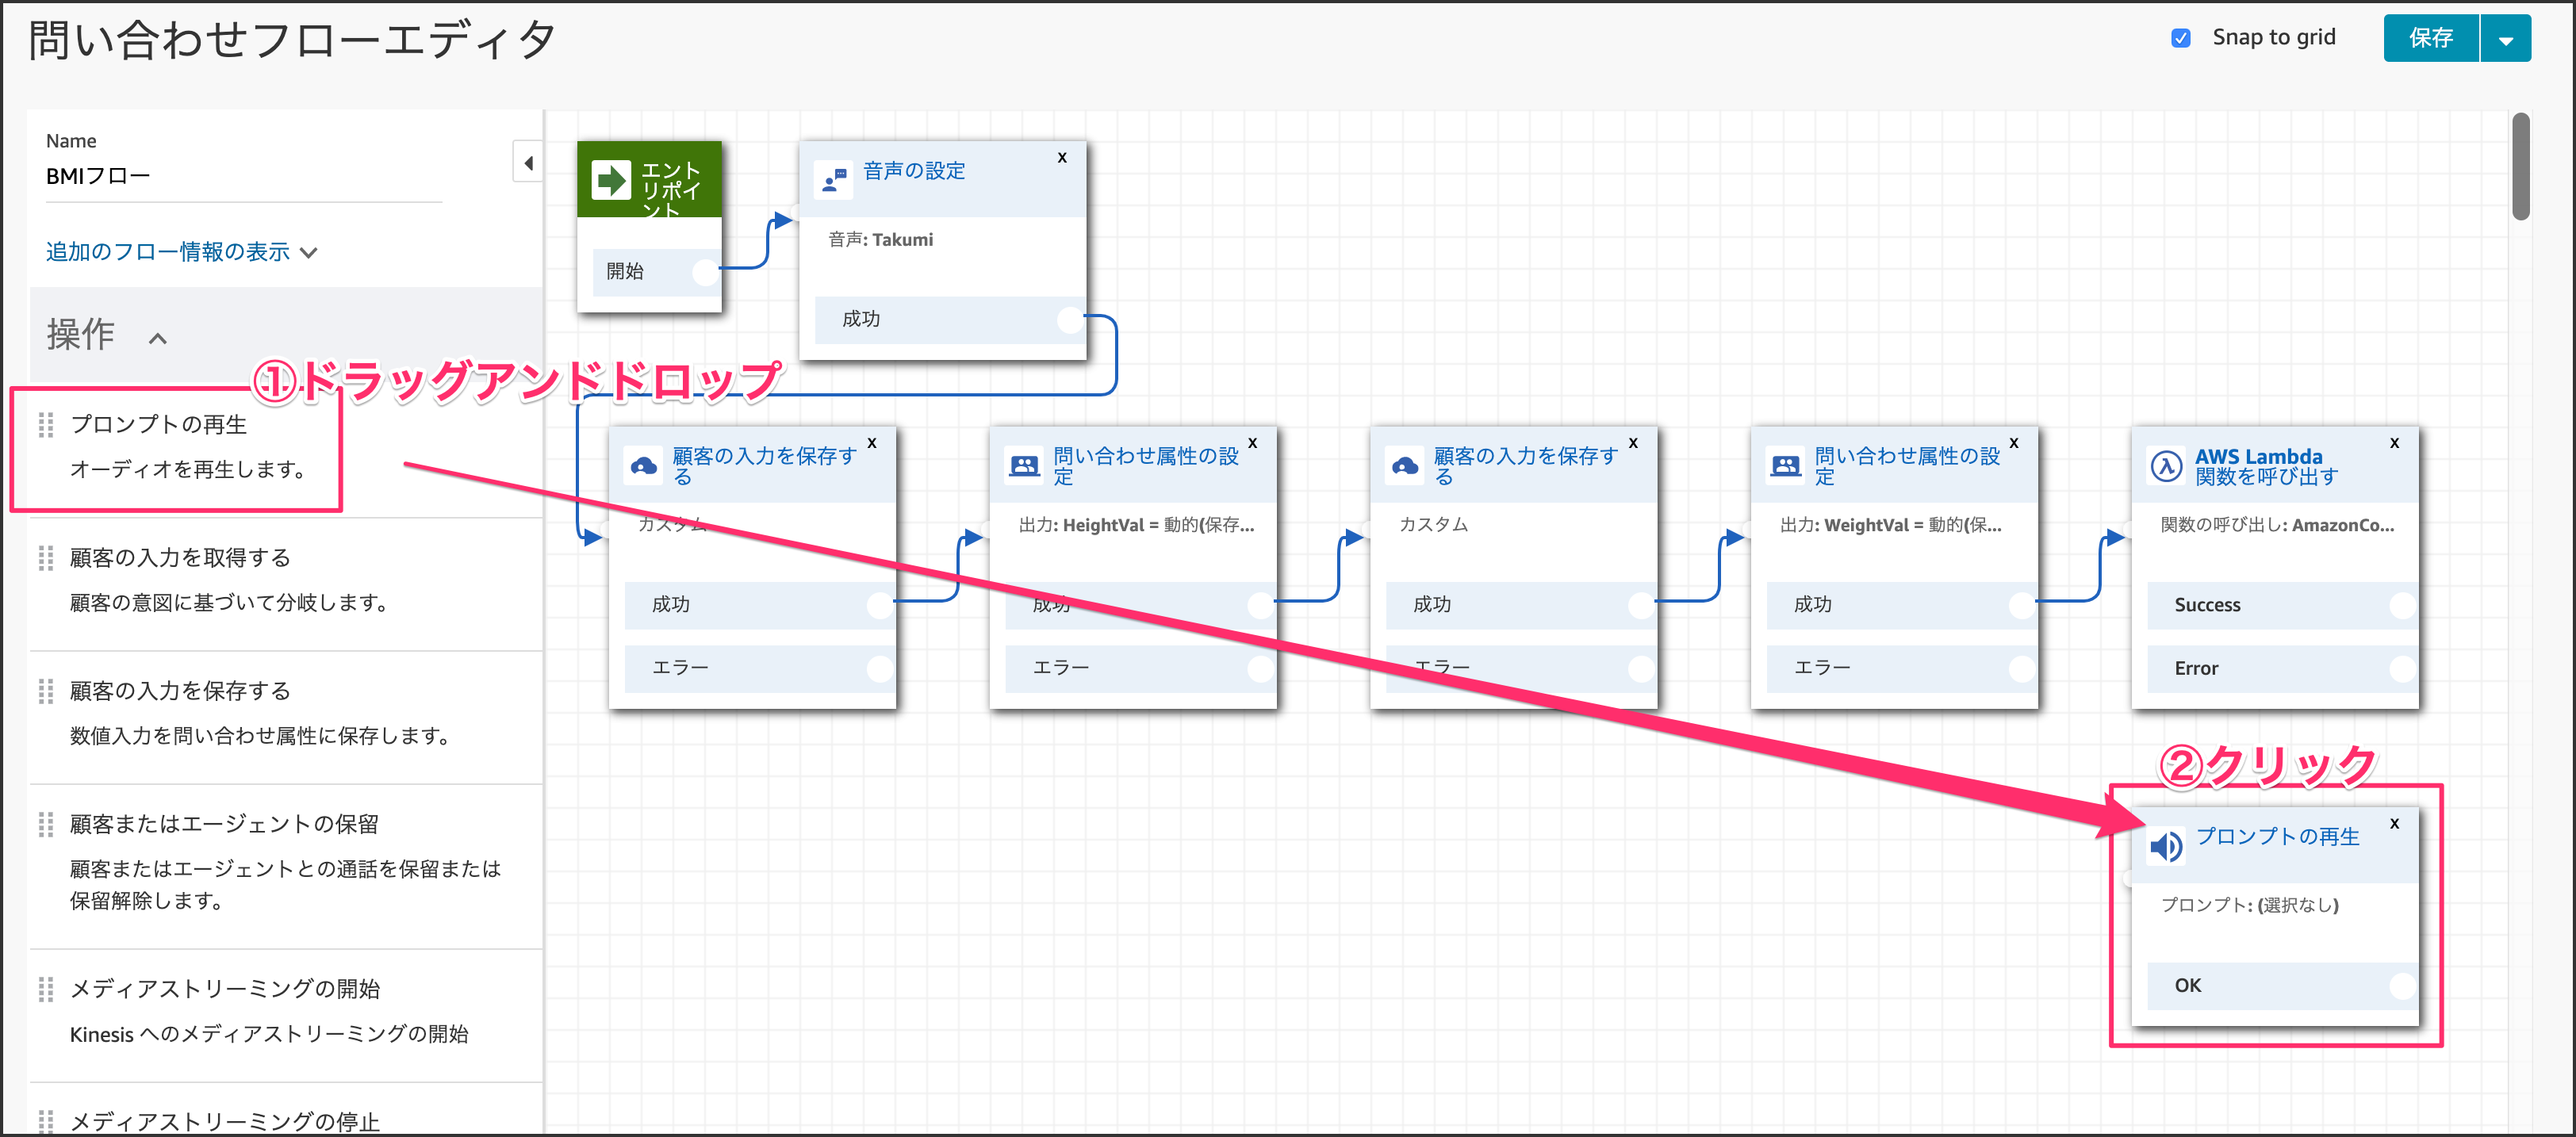 問い合わせフローエディタ
Snap to grid
保存
Name
BMIフロー
追加のフロー情報の表示
操作
①ドラッグアンドドロップ
プロンプトの再生
オーディオを再生します。
顧客の入力を取得する
顧客の意図に基づいて分岐します。
顧客の入力を保存する
数値入力を問い合わせ属性に保存します。
顧客またはエージェントの保留
顧客またはエージェントとの通話を保留または
保留解除します。
メディアストリーミングの開始
Kinesis へのメディアストリーミングの開始
メディアストリーミングの停止
エント
リポイ
ント
開始
音声の設定
x
音声: Takumi
成功
顧客の入力を保存す
る
x
カスタム
成功
エラー
問い合わせ属性の設
定
x
出力: HeightVal = 動的(保存...
成功
エラー
顧客の入力を保存す
る
x
カスタム
成功
エラー
問い合わせ属性の設
定
x
出力: WeightVal = 動的(保...
成功
エラー
AWS Lambda
関数を呼び出す
x
関数の呼び出し: AmazonCo...
Success
Error
②クリック
プロンプトの再生
x
プロンプト: (選択なし)
OK